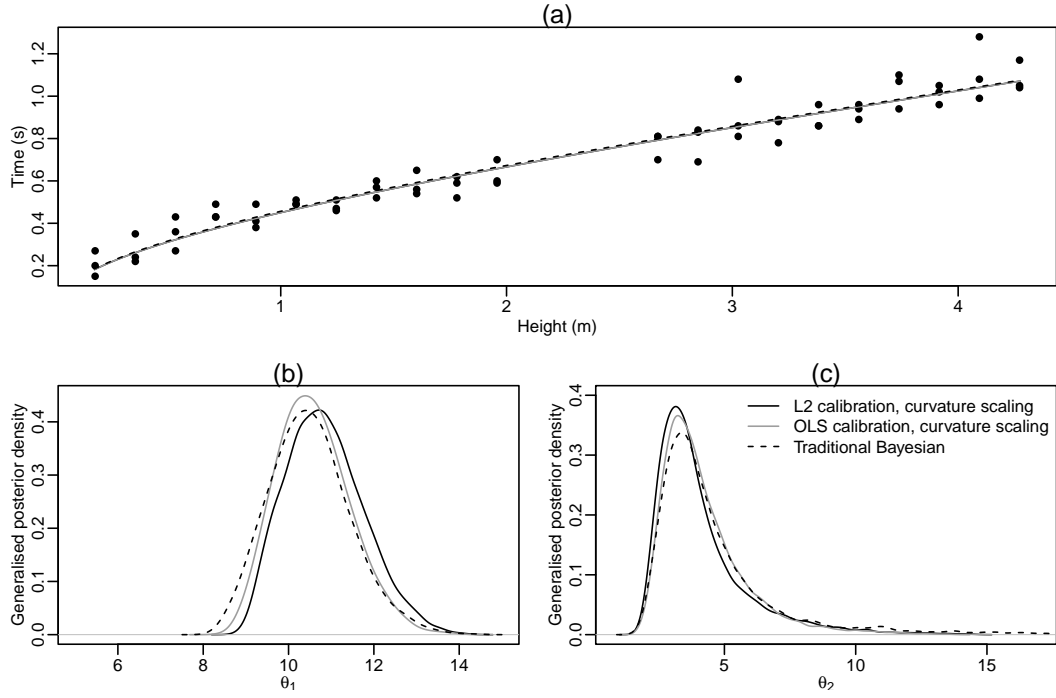 (a)
Time (s)
0.2 0.4 0.6 0.8 1.0 1.2
1 2 3 4
Height (m)
(b)
Generalised posterior density
0.0 0.1 0.2 0.3 0.4
6 8 10 12 14
θ1
(c)
Generalised posterior density
0.0 0.1 0.2 0.3 0.4
L2 calibration, curvature scaling
OLS calibration, curvature scaling
Traditional Bayesian
5 10 15
θ2